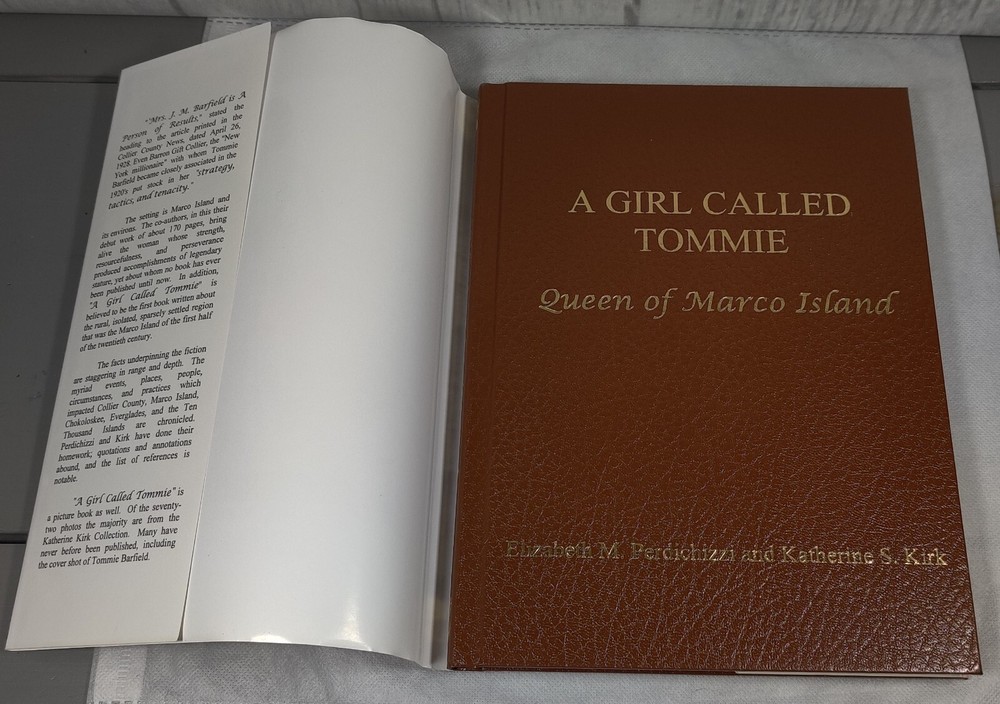 "Mrs. J. M. Barfield is A
Person of Results," stated the
heading to the article printed in the
Collier County News, dated April 26,
1928. Even Barron Gift Collier, the "New
York millionaire" with whom Tommie
Barfield became closely associated in the
1920's put stock in her "strategy,
tactics, and tenacity."
The setting is Marco Island and
its environs. The co-authors, in this their
debut work of about 170 pages, bring
alive the woman whose strength,
resourcefulness, and perseverance
produced accomplishments of legendary
stature, yet about whom no book has ever
been published until now. In addition,
"A Girl Called Tommie" is
believed to be the first book written about
the rural, isolated, sparsely settled region
that was the Marco Island of the first half
of the twentieth century.
The facts underpinning the fiction
are staggering in range and depth. The
myriad events, places, people,
circumstances, and practices which
impacted Collier County, Marco Island,
Chokoloskee, Everglades, and the Ten
Thousand Islands are chronicled.
Perdichizzi and Kirk have done their
homework; quotations and annotations
abound, and the list of references is
notable.
"A Girl Called Tommie" is
a picture book as well. Of the seventy-
two photos the majority are from the
Katherine Kirk Collection. Many have
never before been published, including
the cover shot of Tommie Barfield.
A GIRL CALLED
TOMMIE
Queen of Marco Island
Elizabeth M. Perdichizzi and Katherine S. Kirk